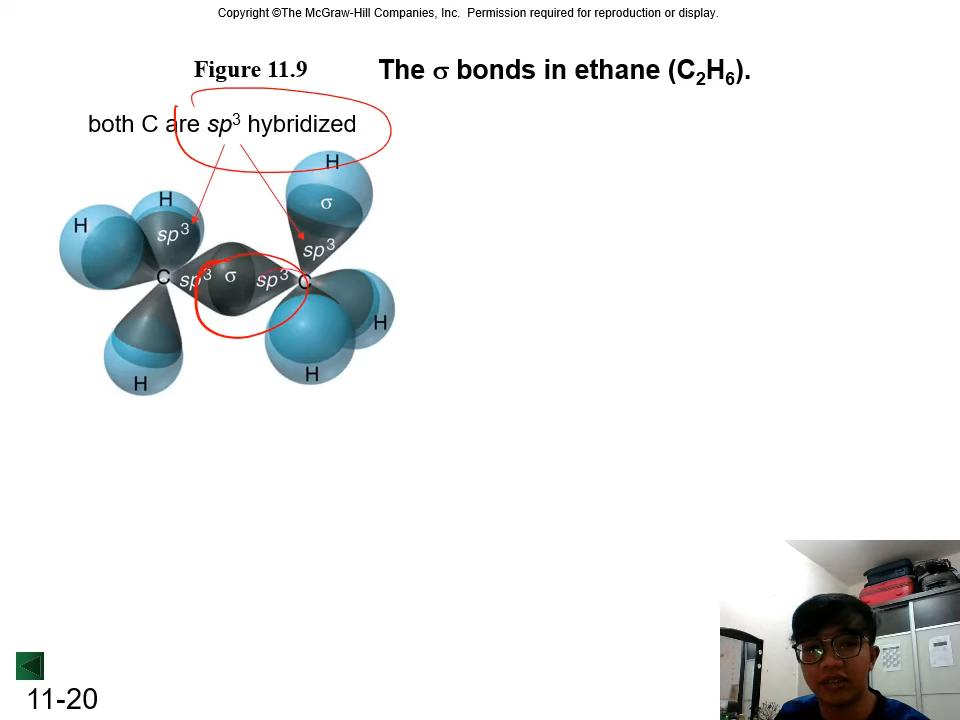 Copyright ©The McGraw-Hill Companies, Inc. Permission required for reproduction or display.
Figure 11.9
The σ bonds in ethane (C₂H₆).
both C are sp³ hybridized
H
H
H
sp³
σ
sp³
C
sp³
σ
sp³
C
H
H
H
11-20